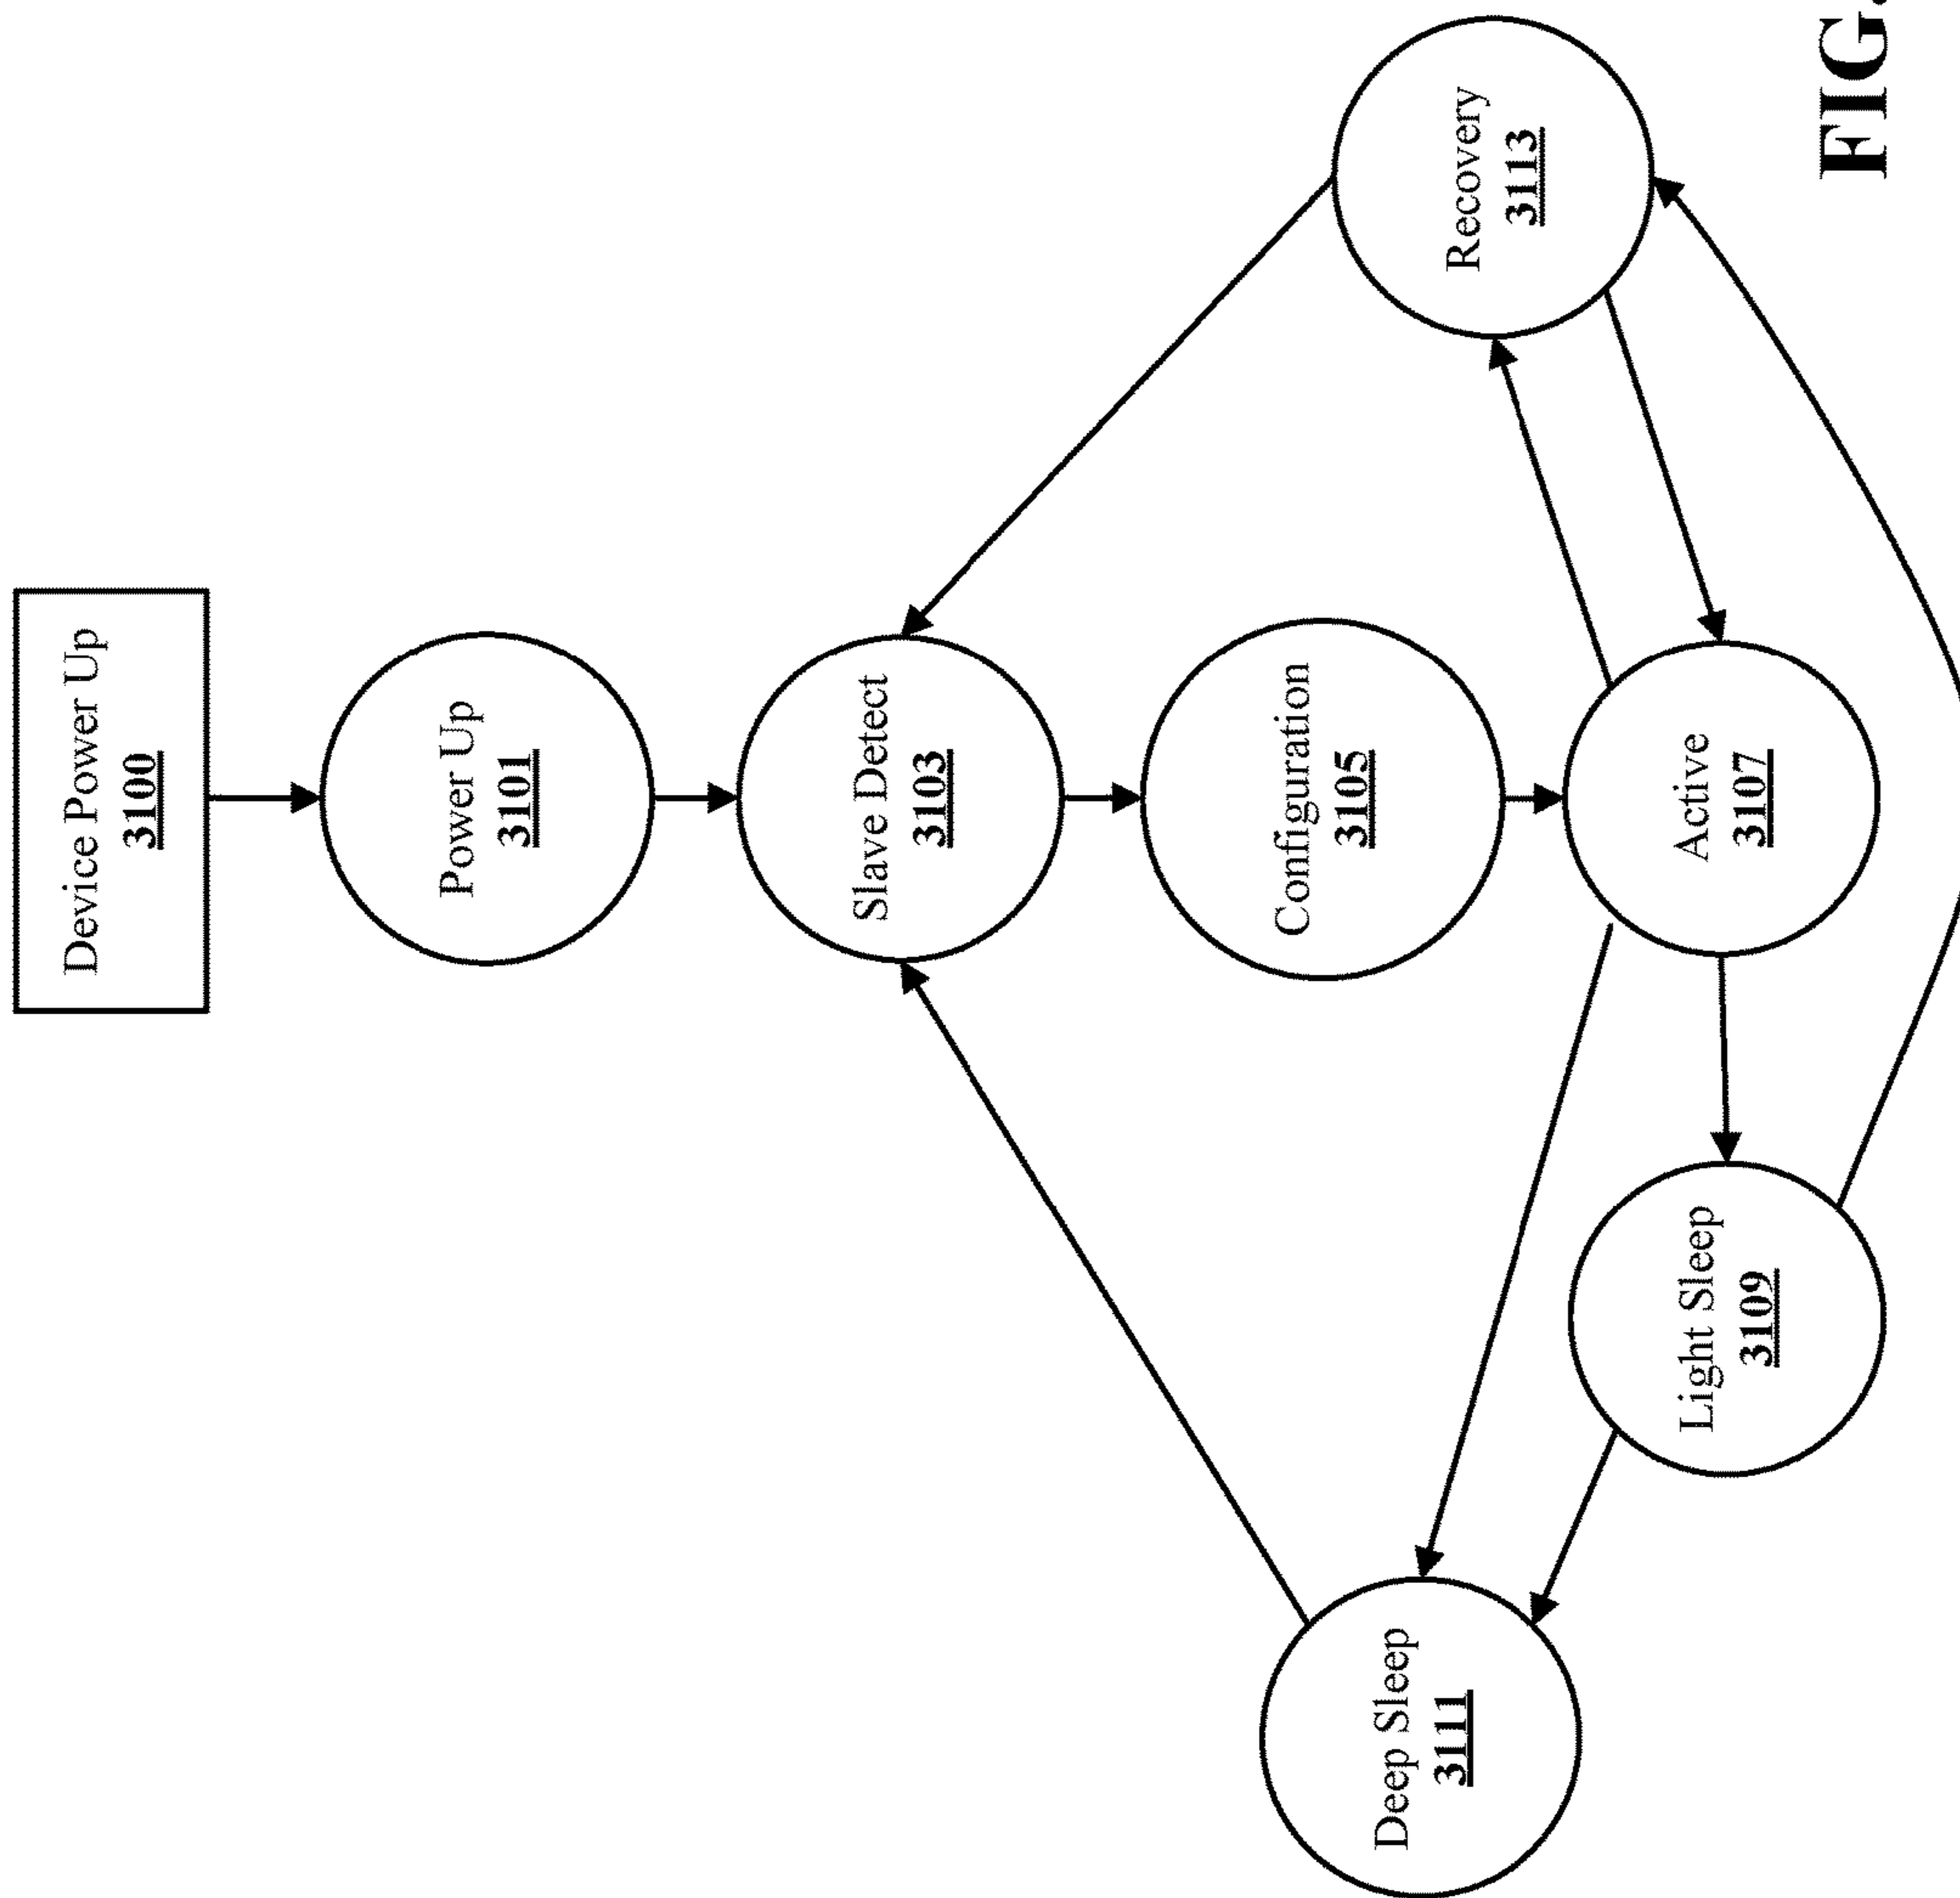 Device Power Up
3100
Power Up
3101
Slave Detect
3103
Configuration
3105
Active
3107
Recovery
3113
Light Sleep
3109
Deep Sleep
3111
FIG.